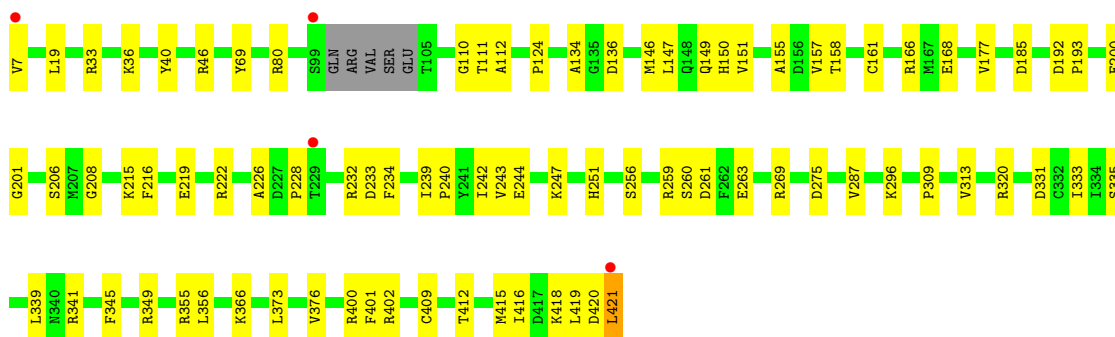 V7 L19 R33 K36 Y40 R46 Y69 R80 S99 GLN ARG VAL SER GLU T105 G110 T111 A112 P124 A134 G135 D136 M146 L147 Q148 Q149 H150 V151 A155 D156 V157 T158 C161 R166 M167 E168 V177 D185 D192 P193
G201 S206 M207 G208 K215 F216 E219 R222 A226 D227 P228 T229 R232 D233 F234 I239 P240 Y241 I242 V243 E244 K247 H251 S256 R259 S260 D261 F262 E263 R269 D275 V287 K296 P309 V313 R320 D331 C332 I333 I334 S335
L339 N340 R341 F345 R349 R355 L356 K366 L373 V376 R400 F401 R402 C409 T412 M415 I416 D417 K418 L419 D420 L421